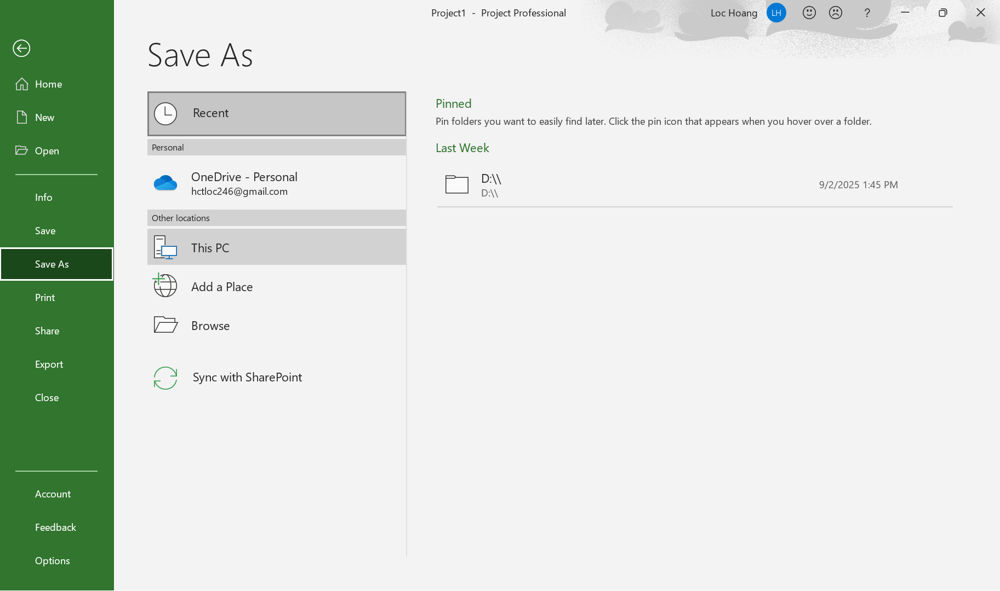 Project1 - Project Professional
Loc Hoang
LH
?
Home
New
Open
Info
Save
Save As
Print
Share
Export
Close
Account
Feedback
Options
Save As
Recent
Personal
OneDrive - Personal
hctloc246@gmail.com
Other locations
This PC
Add a Place
Browse
Sync with SharePoint
Pinned
Pin folders you want to easily find later. Click the pin icon that appears when you hover over a folder.
Last Week
D:\\
D:\\
9/2/2025 1:45 PM